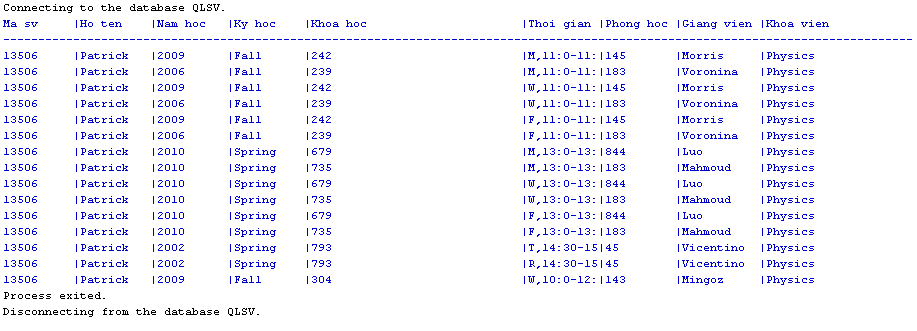 Connecting to the database QLSV.
Ma sv |Ho ten |Nam hoc |Ky hoc |Khoa hoc |Thoi gian |Phong hoc |Giang vien |Khoa vien
13506 |Patrick |2009 |Fall |242 |M,11:0-11:|145 |Morris |Physics
13506 |Patrick |2006 |Fall |239 |M,11:0-11:|183 |Voronina |Physics
13506 |Patrick |2009 |Fall |242 |W,11:0-11:|145 |Morris |Physics
13506 |Patrick |2006 |Fall |239 |W,11:0-11:|183 |Voronina |Physics
13506 |Patrick |2009 |Fall |242 |F,11:0-11:|145 |Morris |Physics
13506 |Patrick |2006 |Fall |239 |F,11:0-11:|183 |Voronina |Physics
13506 |Patrick |2010 |Spring |679 |M,13:0-13:|844 |Luo |Physics
13506 |Patrick |2010 |Spring |735 |M,13:0-13:|183 |Mahmoud |Physics
13506 |Patrick |2010 |Spring |679 |W,13:0-13:|844 |Luo |Physics
13506 |Patrick |2010 |Spring |735 |W,13:0-13:|183 |Mahmoud |Physics
13506 |Patrick |2010 |Spring |679 |F,13:0-13:|844 |Luo |Physics
13506 |Patrick |2010 |Spring |735 |F,13:0-13:|183 |Mahmoud |Physics
13506 |Patrick |2002 |Spring |793 |T,14:30-15|45 |Vicentino |Physics
13506 |Patrick |2002 |Spring |793 |R,14:30-15|45 |Vicentino |Physics
13506 |Patrick |2009 |Fall |304 |W,10:0-12:|143 |Mingoz |Physics
Process exited.
Disconnecting from the database QLSV.